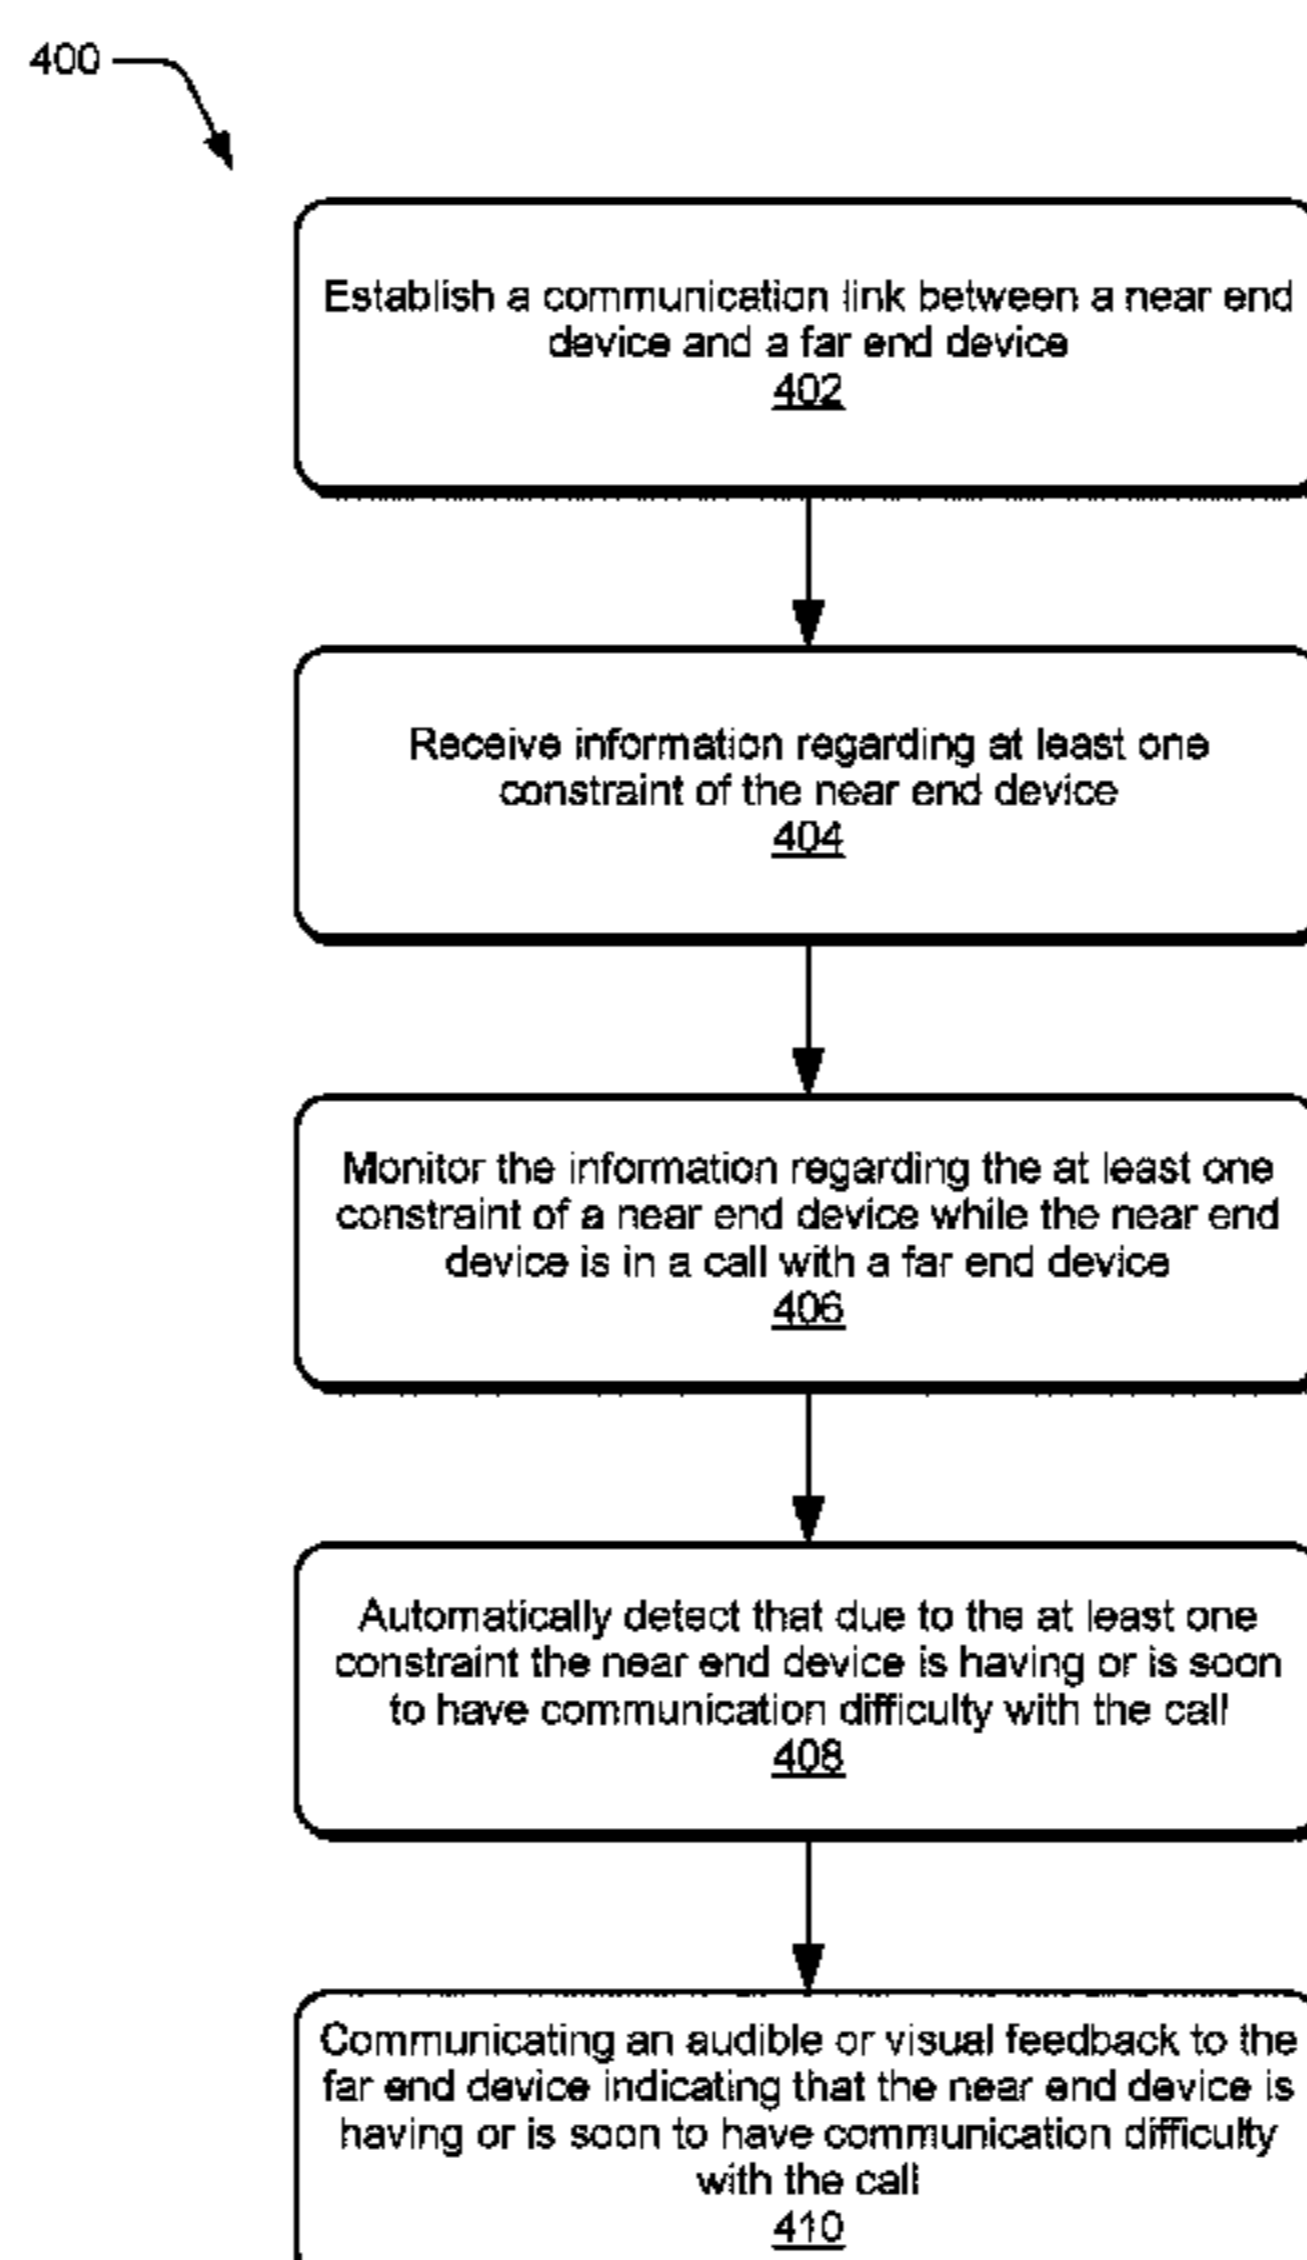 400
Establish a communication link between a near end
device and a far end device
402
Receive information regarding at least one
constraint of the near end device
404
Monitor the information regarding the at least one
constraint of a near end device while the near end
device is in a call with a far end device
406
Automatically detect that due to the at least one
constraint the near end device is having or is soon
to have communication difficulty with the call
408
Communicating an audible or visual feedback to the
far end device indicating that the near end device is
having or is soon to have communication difficulty
with the call
410